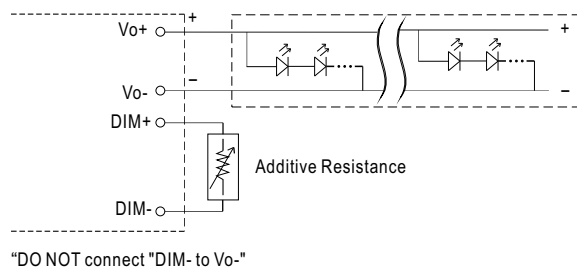 Vo+ + +
Vo- – –
DIM+
Additive Resistance
DIM-
“DO NOT connect "DIM- to Vo-"